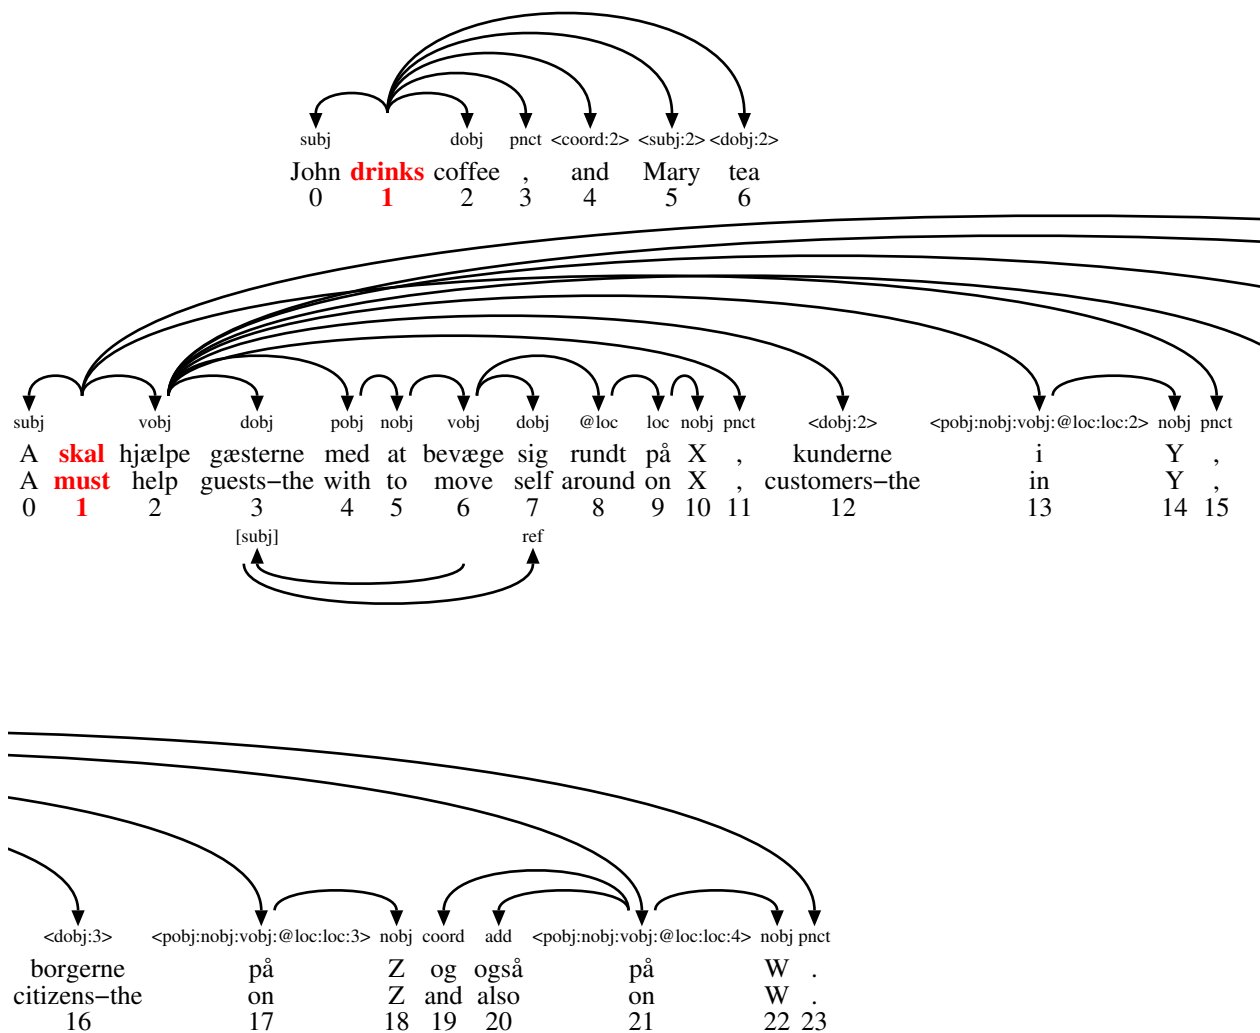 subj dobj pnct <coord:2> <subj:2> <dobj:2>
John drinks coffee , and Mary tea
0 1 2 3 4 5 6
subj vobj dobj pobj nobj vobj dobj @loc loc nobj pnct <dobj:2> <pobj:nobj:vobj:@loc:loc:2> nobj pnct
A skal hjælpe gæsterne med at bevæge sig rundt på X , kunderne i Y ,
A must help guests–the with to move self around on X , customers–the in Y ,
0 1 2 3 4 5 6 7 8 9 10 11 12 13 14 15
[subj] ref
<dobj:3> <pobj:nobj:vobj:@loc:loc:3> nobj coord add <pobj:nobj:vobj:@loc:loc:4> nobj pnct
borgerne på Z og også på W .
citizens–the on Z and also on W .
16 17 18 19 20 21 22 23